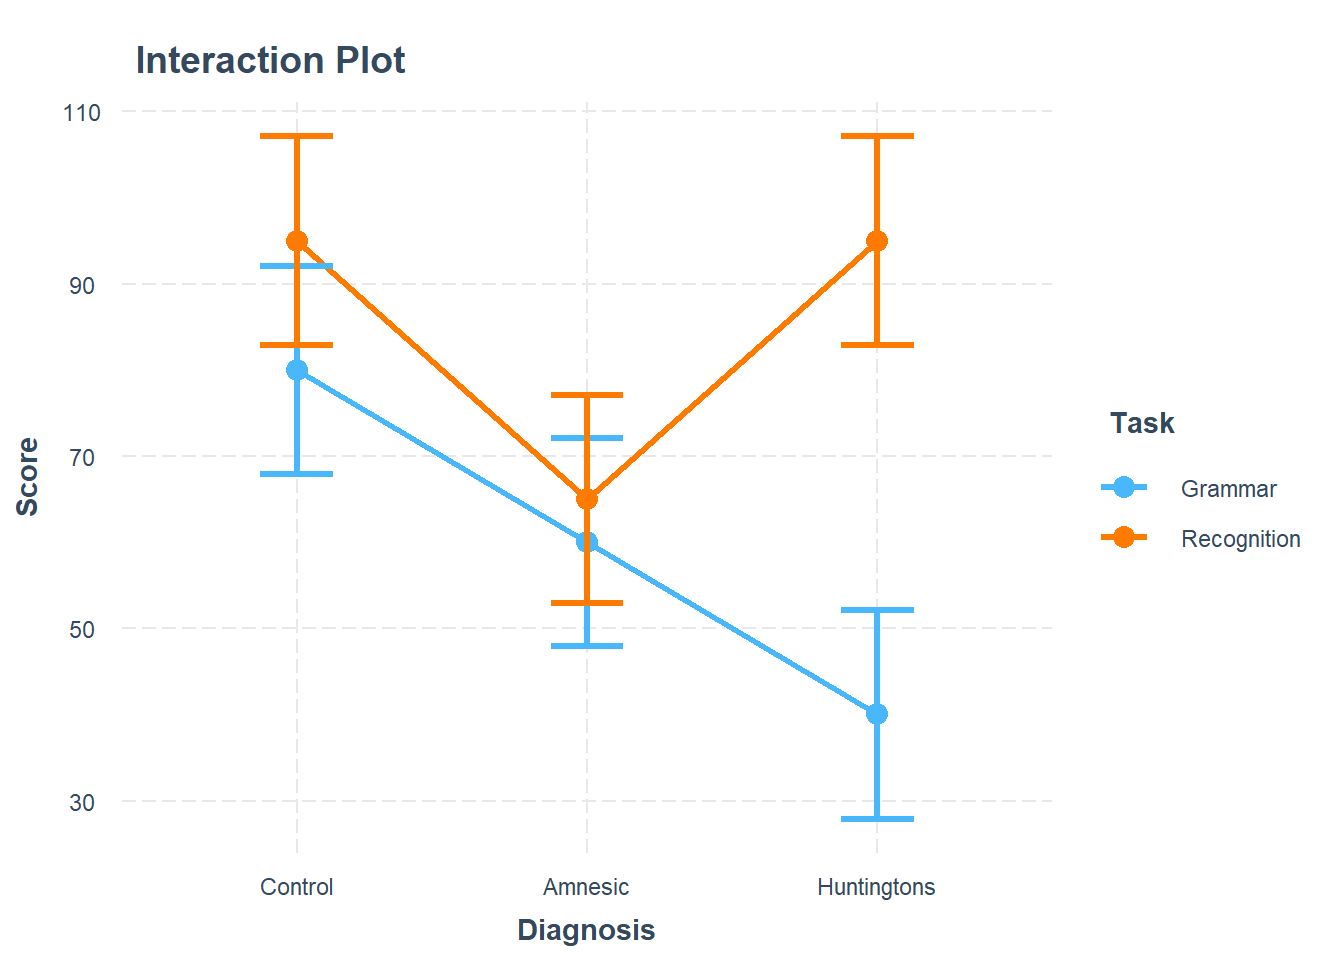 Interaction Plot
110
90
70
50
30
Score
Control Amnesic Huntingtons
Diagnosis
Task
Grammar
Recognition